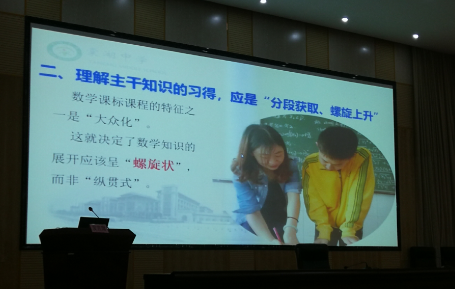 二、理解主干知识的习得，应是“分段获取、螺旋上升”
数学课标课程的特征之
一是“大众化”。
这就决定了数学知识的
展开应该呈“螺旋状”，
而非“纵贯式”。